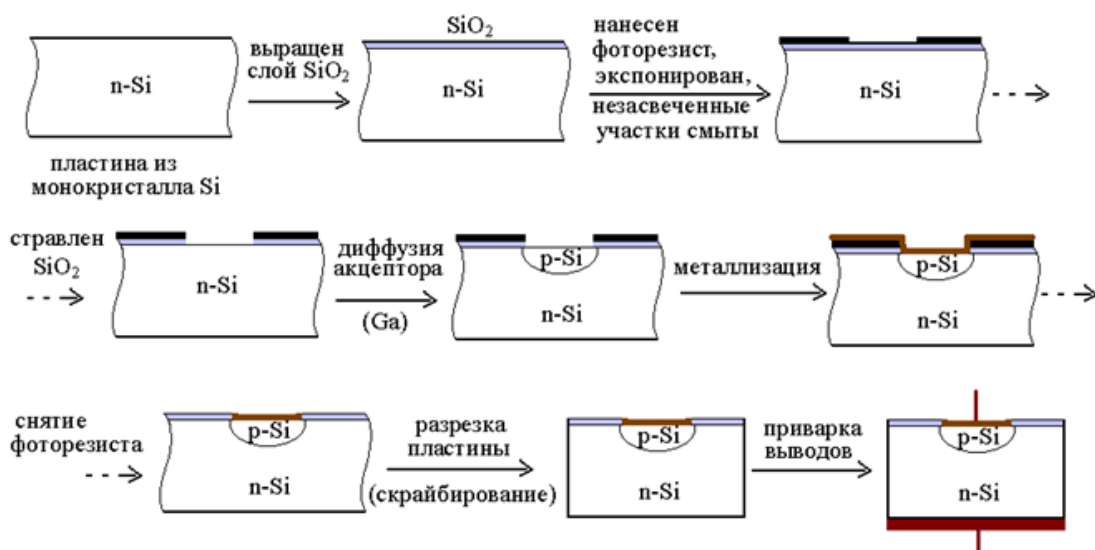 n-Si
пластина из
монокристалла Si
выращен
слой SiO₂
SiO₂
n-Si
нанесен
фоторезист,
экспонирован,
незасвеченные
участки смыты
n-Si
стравлен
SiO₂
n-Si
диффузия
акцептора
(Ga)
p-Si
n-Si
металлизация
p-Si
n-Si
снятие
фоторезиста
p-Si
n-Si
разрезка
пластины
(скрайбирование)
p-Si
n-Si
приварка
выводов
p-Si
n-Si